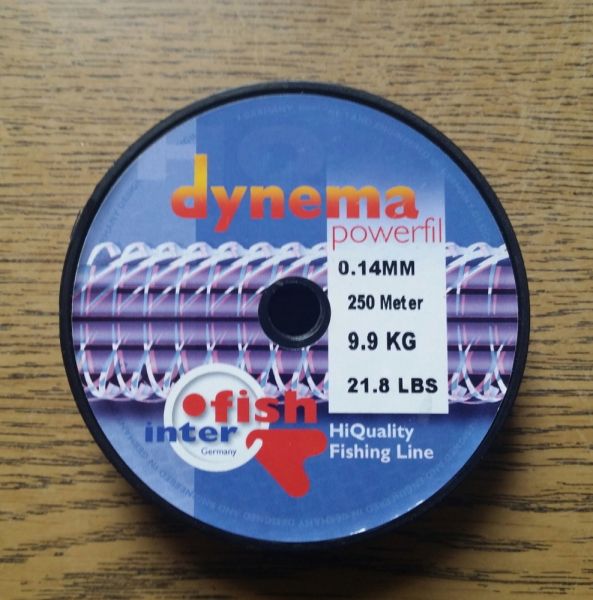 dynema
powerfil
0.14MM
250 Meter
9.9 KG
21.8 LBS
fish
inter
Germany
HiQuality
Fishing Line